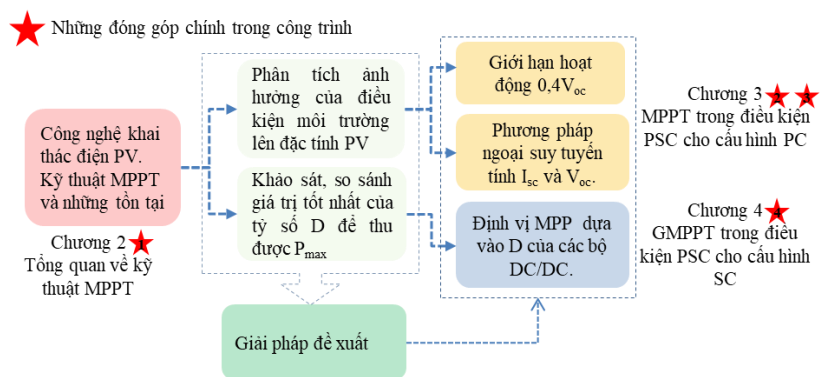 Những đóng góp chính trong công trình
Công nghệ khai
thác điện PV.
Kỹ thuật MPPT
và những tồn tại
Chương 2 1
Tổng quan về kỹ
thuật MPPT
Phân tích ảnh
hưởng của điều
kiện môi trường
lên đặc tính PV
Khảo sát, so sánh
giá trị tốt nhất của
tỷ số D để thu
được Pmax
Giải pháp đề xuất
Giới hạn hoạt
động 0,4Voc
Phương pháp
ngoại suy tuyến
tính Isc và Voc.
Định vị MPP dựa
vào D của các bộ
DC/DC.
Chương 3 2 3
MPPT trong điều kiện
PSC cho cấu hình PC
Chương 4 4
GMPPT trong điều
kiện PSC cho cấu hình
SC